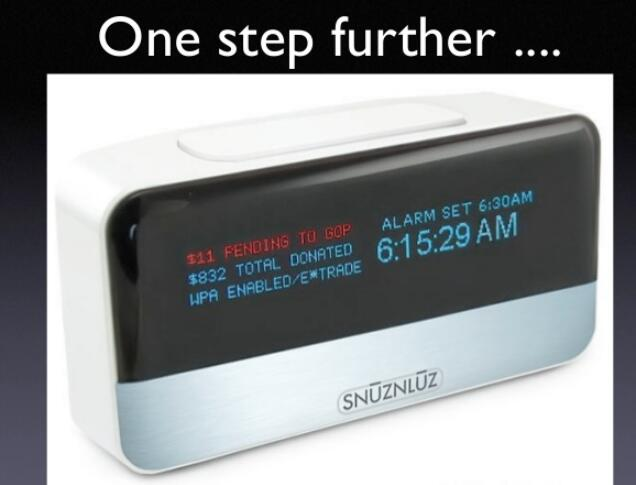 One step further ....
$11 PENDING TO GOP
$832 TOTAL DONATED
WPA ENABLED/E*TRADE
ALARM SET 6:30AM
6:15:29 AM
SNŪZNLŪZ